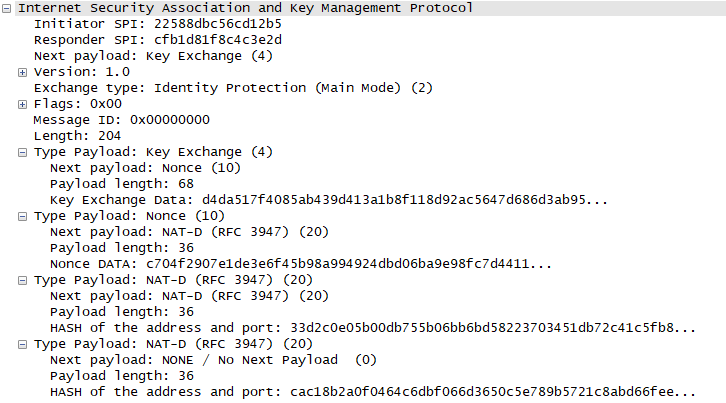 Internet Security Association and Key Management Protocol
Initiator SPI: 22588dbc56cd12b5
Responder SPI: cfb1d81f8c4c3e2d
Next payload: Key Exchange (4)
Version: 1.0
Exchange type: Identity Protection (Main Mode) (2)
Flags: 0x00
Message ID: 0x00000000
Length: 204
Type Payload: Key Exchange (4)
Next payload: Nonce (10)
Payload length: 68
Key Exchange Data: d4da517f4085ab439d413a1b8f118d92ac5647d686d3ab95...
Type Payload: Nonce (10)
Next payload: NAT-D (RFC 3947) (20)
Payload length: 36
Nonce DATA: c704f2907e1de3e6f45b98a994924dbd06ba9e98fc7d4411...
Type Payload: NAT-D (RFC 3947) (20)
Next payload: NAT-D (RFC 3947) (20)
Payload length: 36
HASH of the address and port: 33d2c0e05b00db755b06bb6bd58223703451db72c41c5fb8...
Type Payload: NAT-D (RFC 3947) (20)
Next payload: NONE / No Next Payload  (0)
Payload length: 36
HASH of the address and port: cac18b2a0f0464c6dbf066d3650c5e789b5721c8abd66fee...